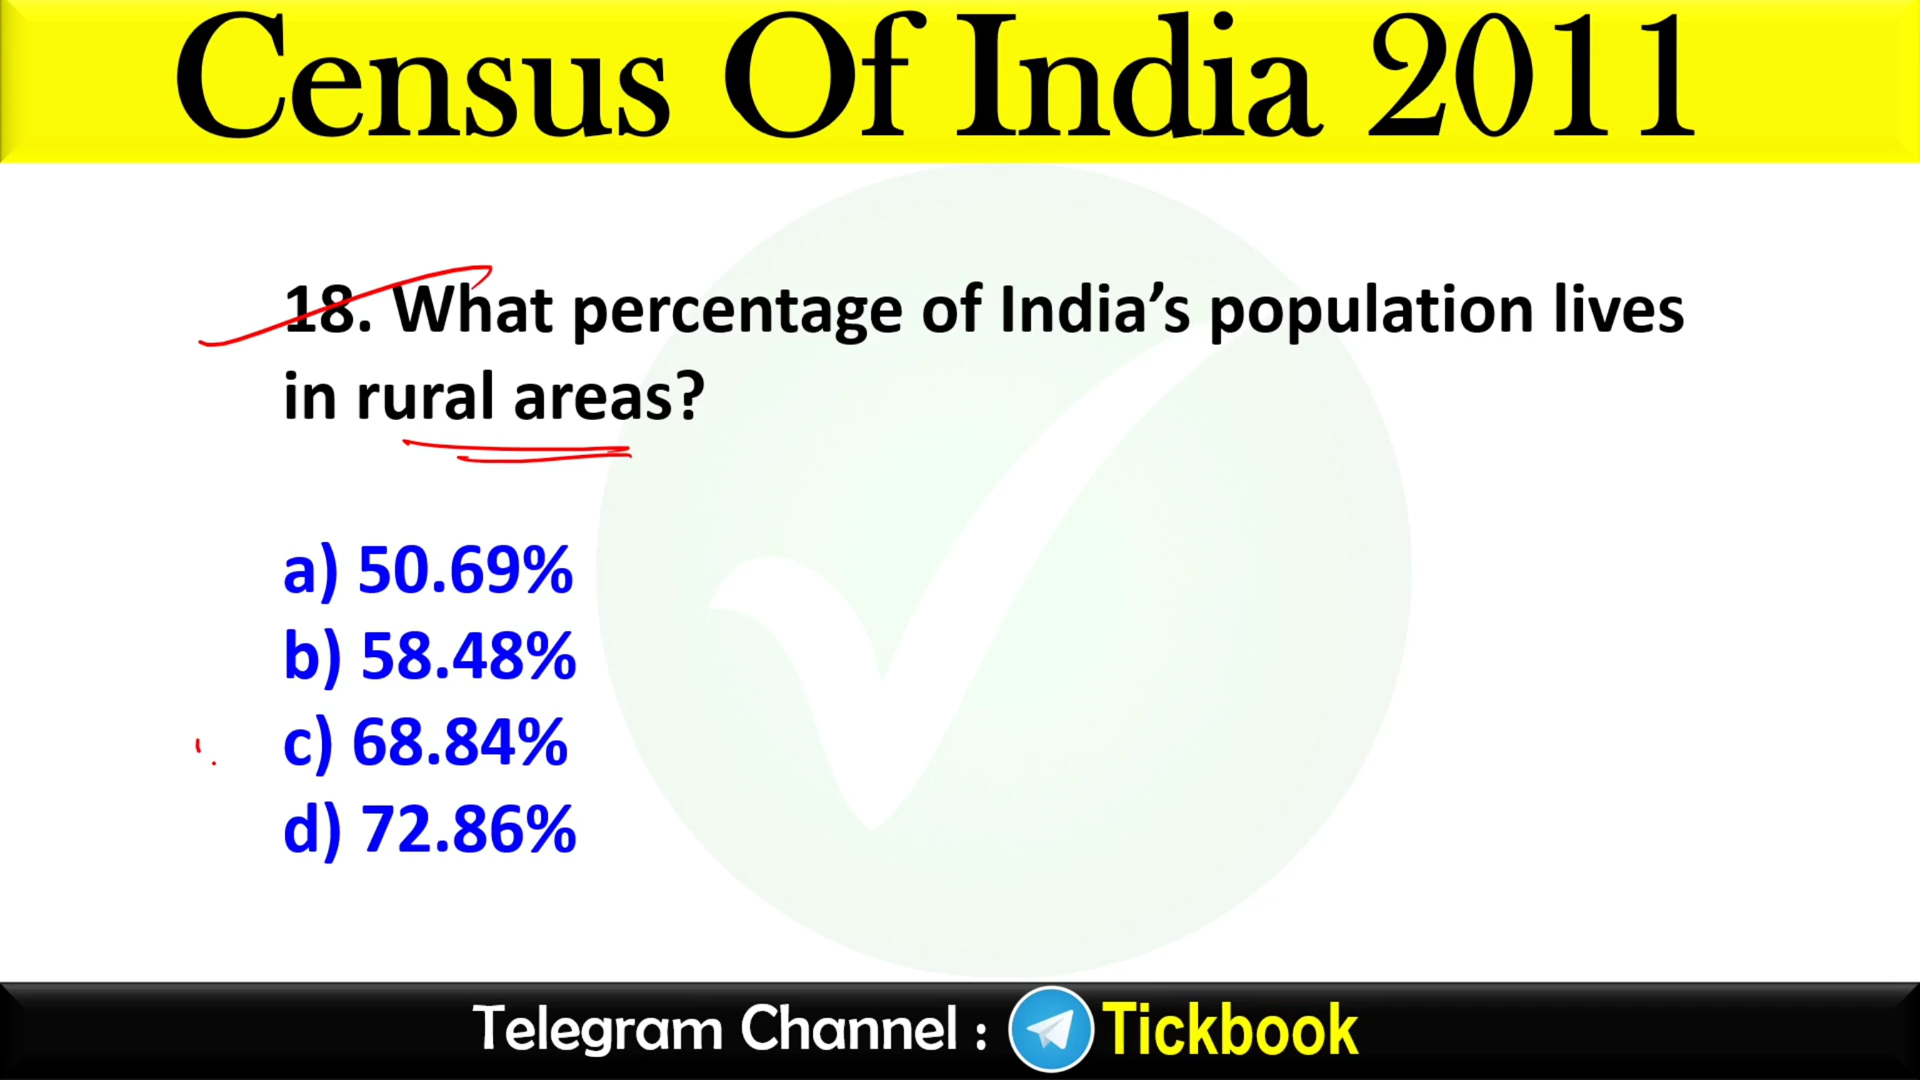 Census Of India 2011
18. What percentage of India’s population lives
in rural areas?
a) 50.69%
b) 58.48%
c) 68.84%
d) 72.86%
Telegram Channel : Tickbook